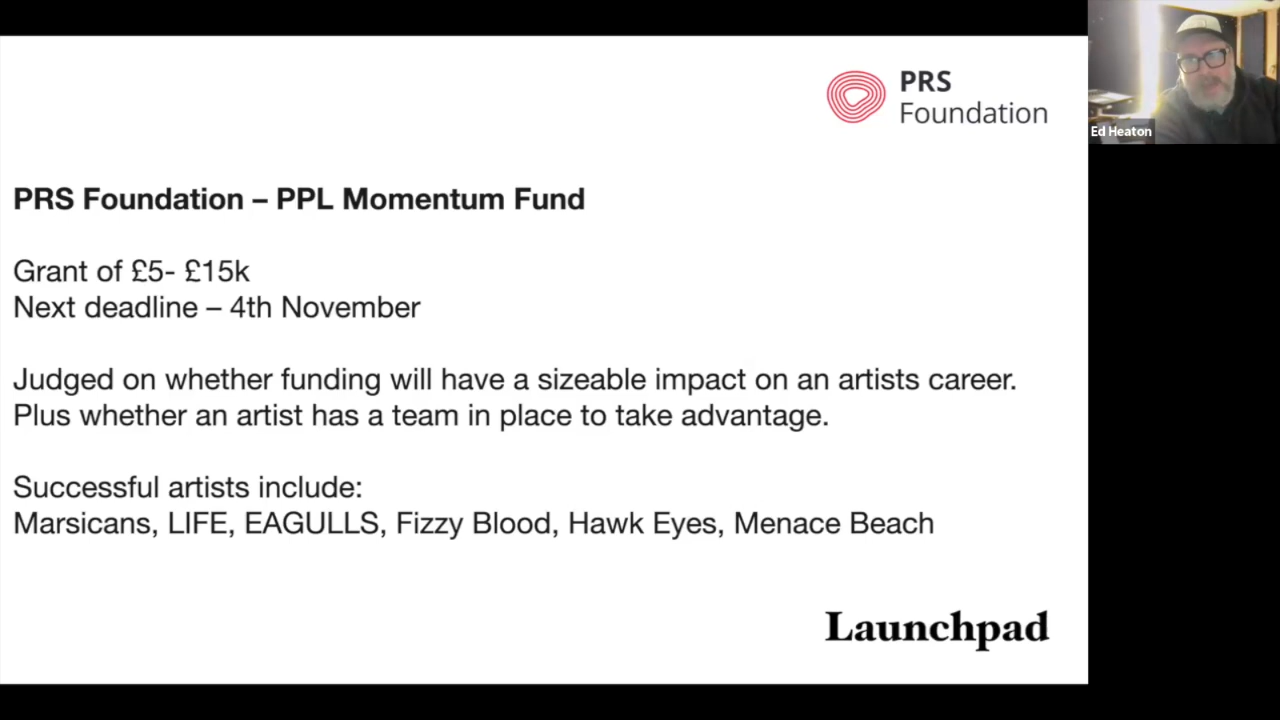 PRS
Foundation
PRS Foundation – PPL Momentum Fund
Grant of £5- £15k
Next deadline – 4th November
Judged on whether funding will have a sizeable impact on an artists career.
Plus whether an artist has a team in place to take advantage.
Successful artists include:
Marsicans, LIFE, EAGULLS, Fizzy Blood, Hawk Eyes, Menace Beach
Launchpad
Ed Heaton